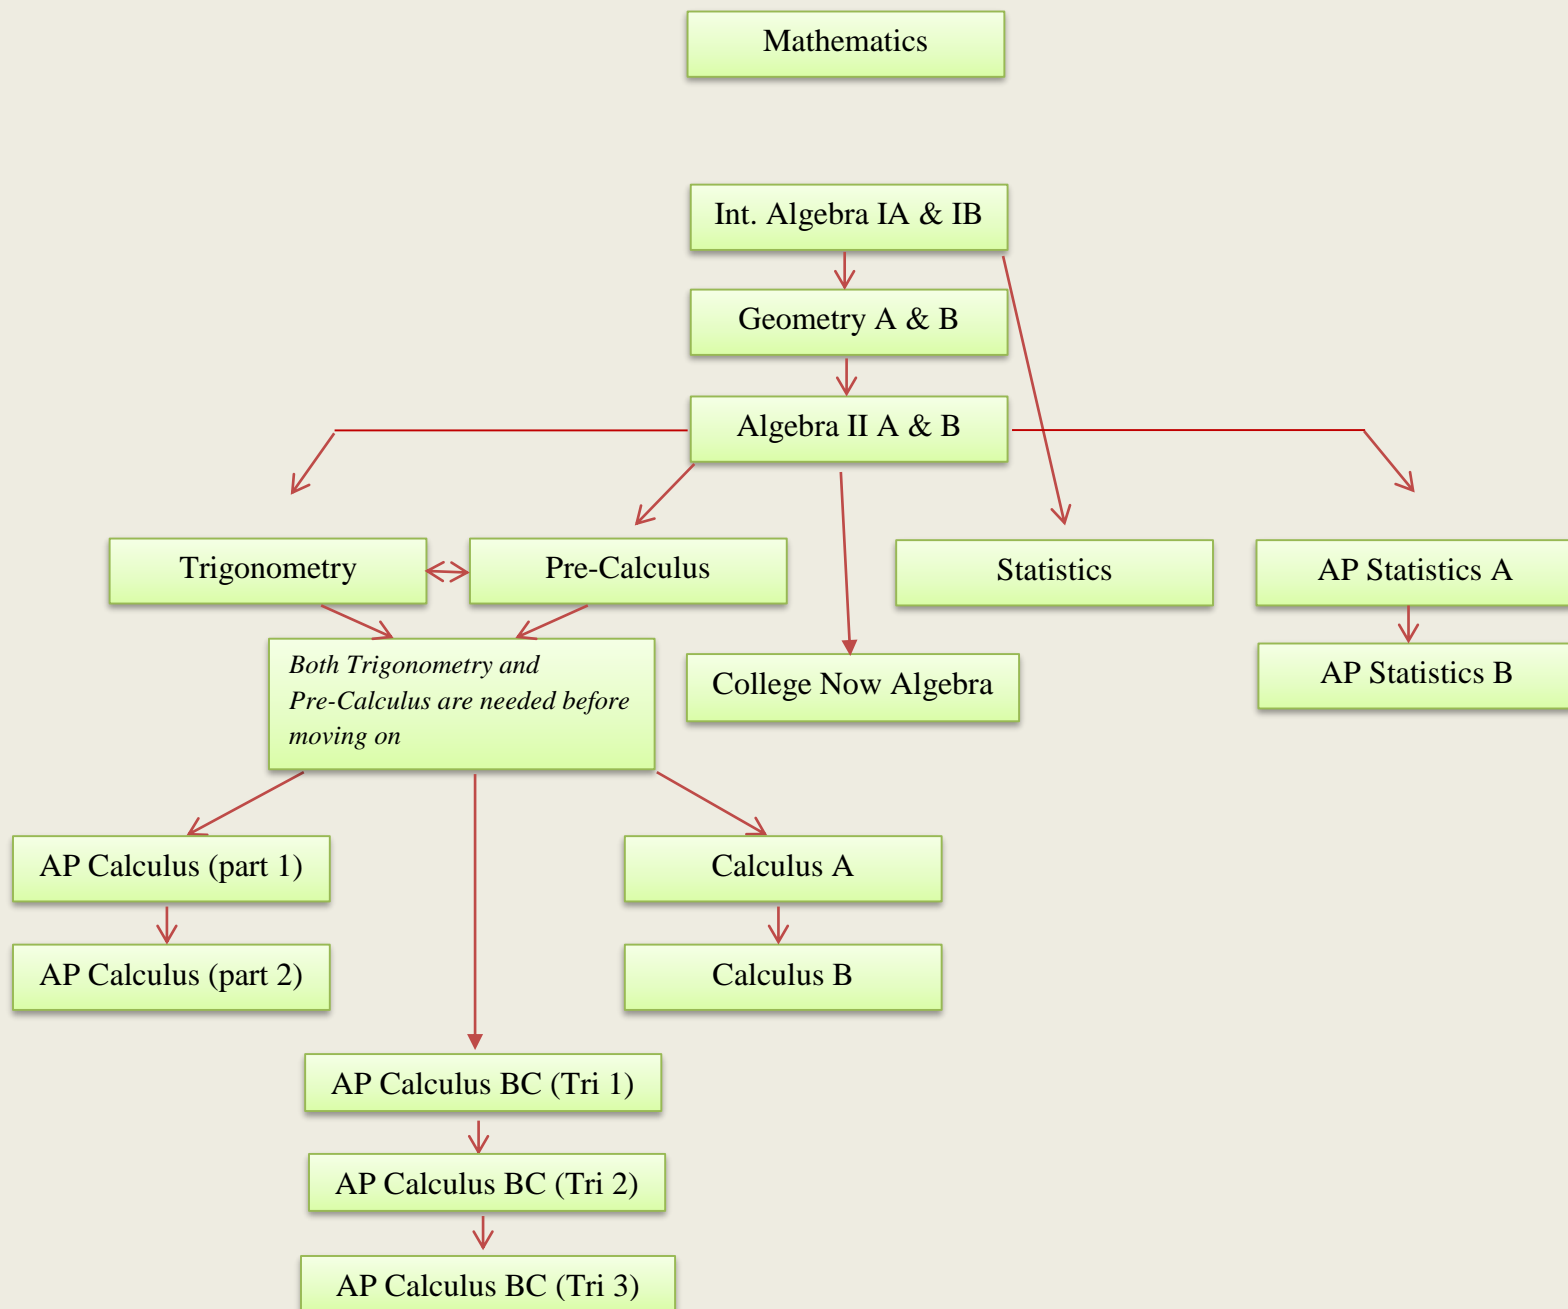 Mathematics
Int. Algebra IA & IB
Geometry A & B
Algebra II A & B
Trigonometry
Pre-Calculus
Statistics
AP Statistics A
Both Trigonometry and
Pre-Calculus are needed before
moving on
College Now Algebra
AP Statistics B
AP Calculus (part 1)
Calculus A
AP Calculus (part 2)
Calculus B
AP Calculus BC (Tri 1)
AP Calculus BC (Tri 2)
AP Calculus BC (Tri 3)